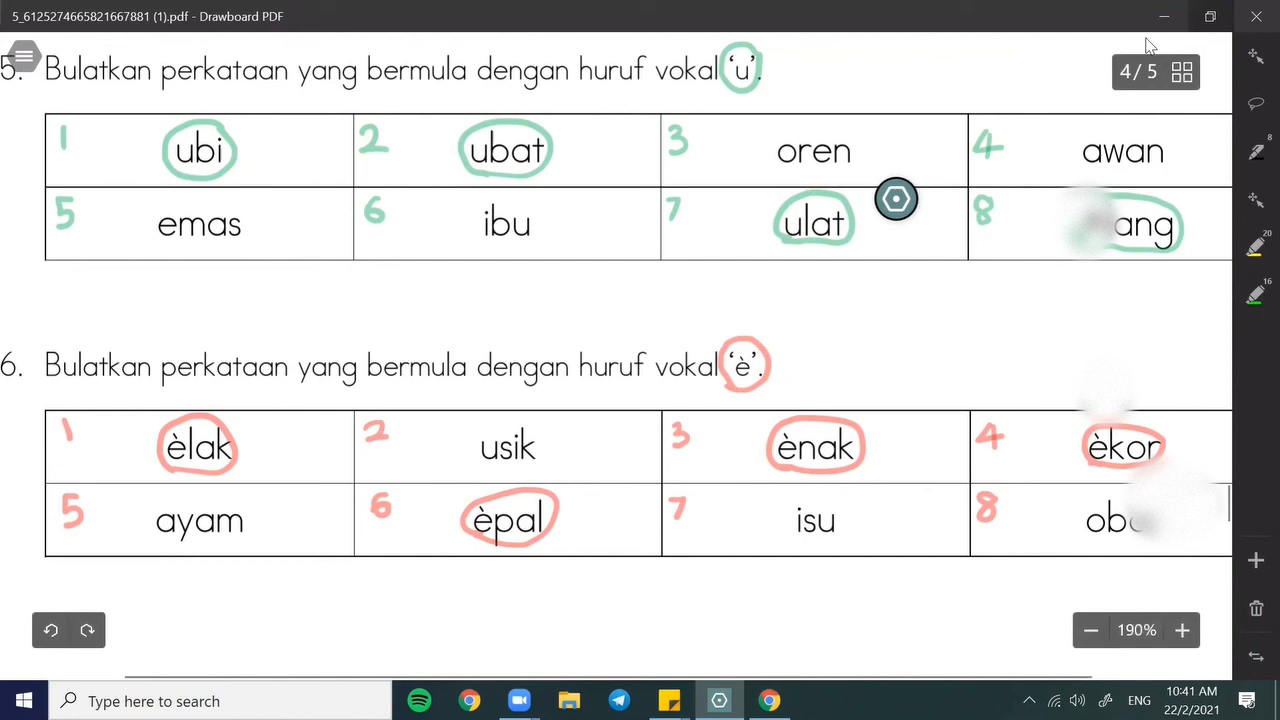 5_6125274665821667881 (1).pdf - Drawboard PDF
5. Bulatkan perkataan yang bermula dengan huruf vokal 'u'.
4 / 5
1 ubi 2 ubat 3 oren 4 awan
5 emas 6 ibu 7 ulat 8
6. Bulatkan perkataan yang bermula dengan huruf vokal 'è'.
1 èlak 2 usik 3 ènak 4 èkor
5 ayam 6 èpal 7 isu 8
190%
Type here to search
ENG
10:41 AM
22/2/2021
8
20
16